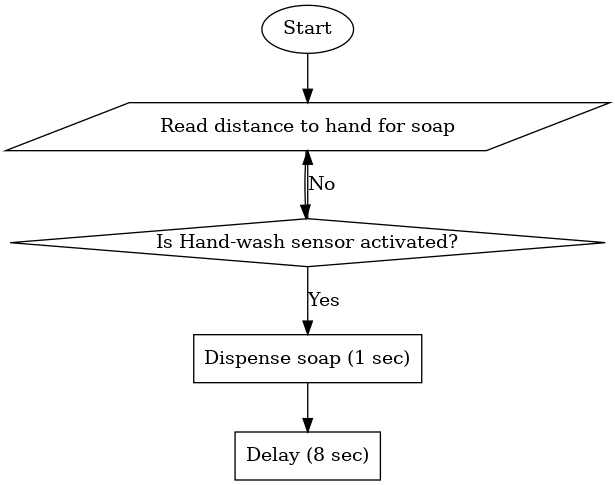 Start
Read distance to hand for soap
No
Is Hand-wash sensor activated?
Yes
Dispense soap (1 sec)
Delay (8 sec)